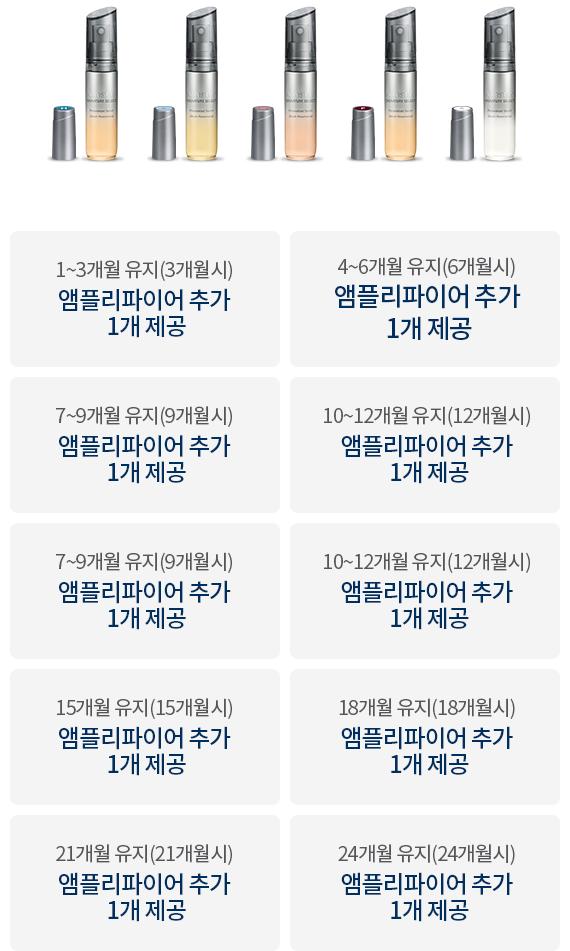 1~3개월 유지(3개월시)
앰플리파이어 추가
1개 제공
4~6개월 유지(6개월시)
앰플리파이어 추가
1개 제공
7~9개월 유지(9개월시)
앰플리파이어 추가
1개 제공
10~12개월 유지(12개월시)
앰플리파이어 추가
1개 제공
7~9개월 유지(9개월시)
앰플리파이어 추가
1개 제공
10~12개월 유지(12개월시)
앰플리파이어 추가
1개 제공
15개월 유지(15개월시)
앰플리파이어 추가
1개 제공
18개월 유지(18개월시)
앰플리파이어 추가
1개 제공
21개월 유지(21개월시)
앰플리파이어 추가
1개 제공
24개월 유지(24개월시)
앰플리파이어 추가
1개 제공